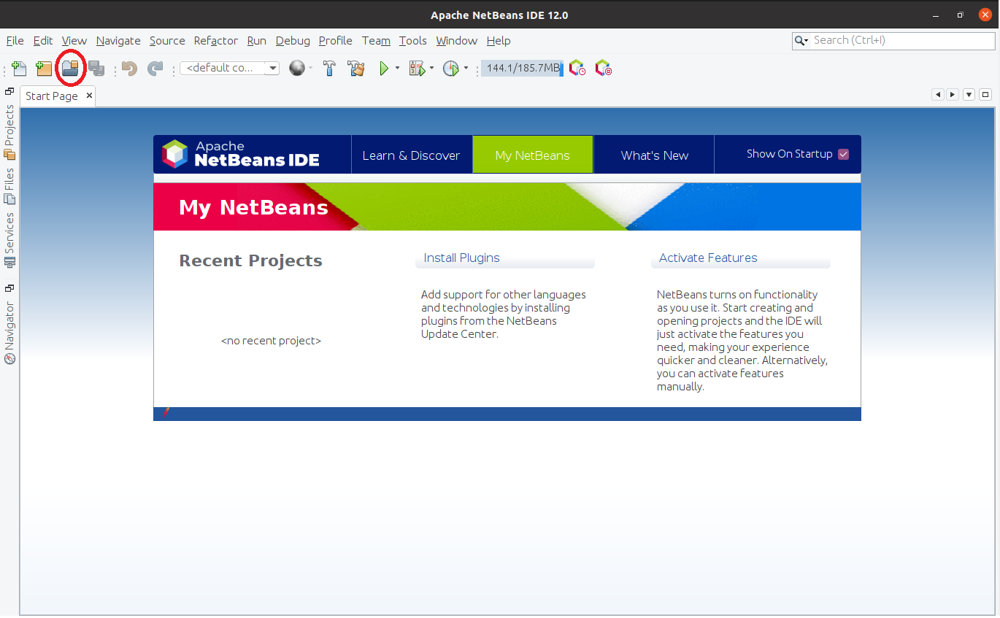 Apache NetBeans IDE 12.0
File Edit View Navigate Source Refactor Run Debug Profile Team Tools Window Help
Search (Ctrl+I)
<default co...
144.1/185.7MB
Start Page
Projects
Files
Services
Navigator
Apache
NetBeans IDE
Learn & Discover
My NetBeans
What's New
Show On Startup
My NetBeans
Recent Projects
<no recent project>
Install Plugins
Add support for other languages
and technologies by installing
plugins from the NetBeans
Update Center.
Activate Features
NetBeans turns on functionality
as you use it. Start creating and
opening projects and the IDE will
just activate the features you
need, making your experience
quicker and cleaner. Alternatively,
you can activate features
manually.